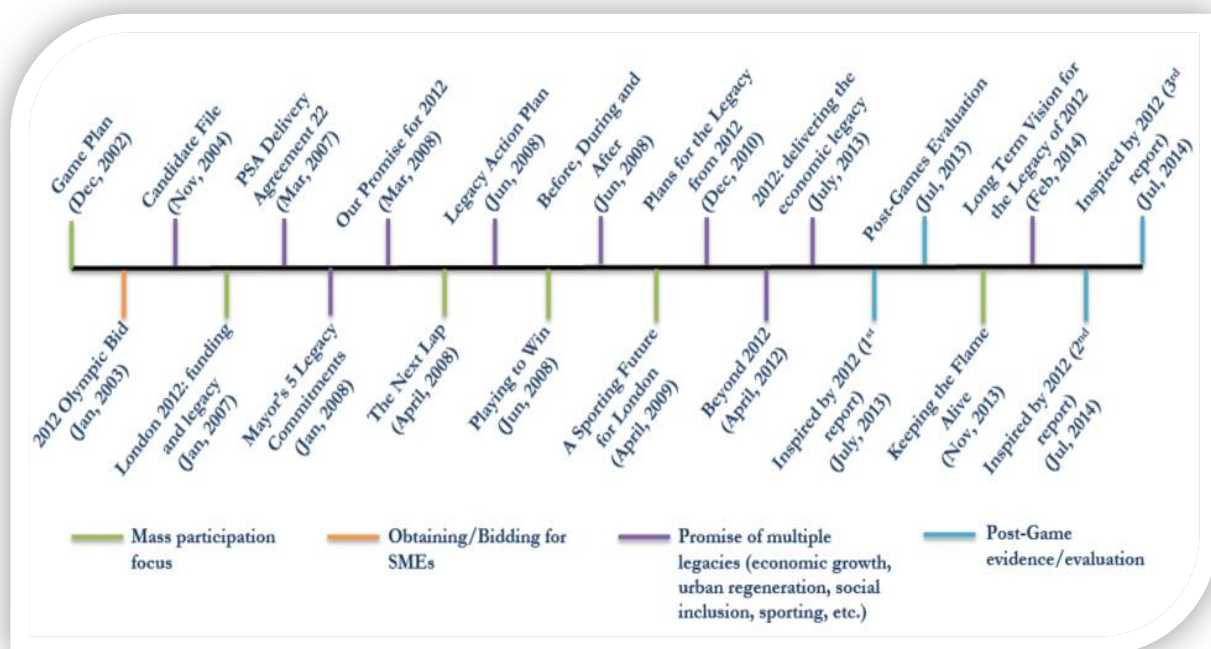 Game Plan
(Dec, 2002)
Candidate File
(Nov, 2004)
PSA Delivery
Agreement 22
(Mar, 2007)
Our Promise for 2012
(Mar, 2008)
Legacy Action Plan
(Jun, 2008)
Before, During and
After
(Jun, 2008)
Plans for the Legacy
from 2012
(Dec, 2010)
2012: delivering the
economic legacy
(July, 2013)
Post-Games Evaluation
(Jul, 2013)
Long Term Vision for
the Legacy of 2012
(Feb, 2014)
Inspired by 2012 (3rd
report)
(Jul, 2014)
2012 Olympic Bid
(Jan, 2003)
London 2012: funding
and legacy
(Jan, 2007)
Mayor's 5 Legacy
Commitments
(Jan, 2008)
The Next Lap
(April, 2008)
Playing to Win
(Jun, 2008)
A Sporting Future
for London
(April, 2009)
Beyond 2012
(April, 2012)
Inspired by 2012 (1st
report)
(July, 2013)
Keeping the Flame
Alive
(Nov, 2013)
Inspired by 2012 (2nd
report)
(Jul, 2014)
Mass participation
focus
Obtaining/Bidding for
SMEs
Promise of multiple
legacies (economic growth,
urban regeneration, social
inclusion, sporting, etc.)
Post-Game
evidence/evaluation